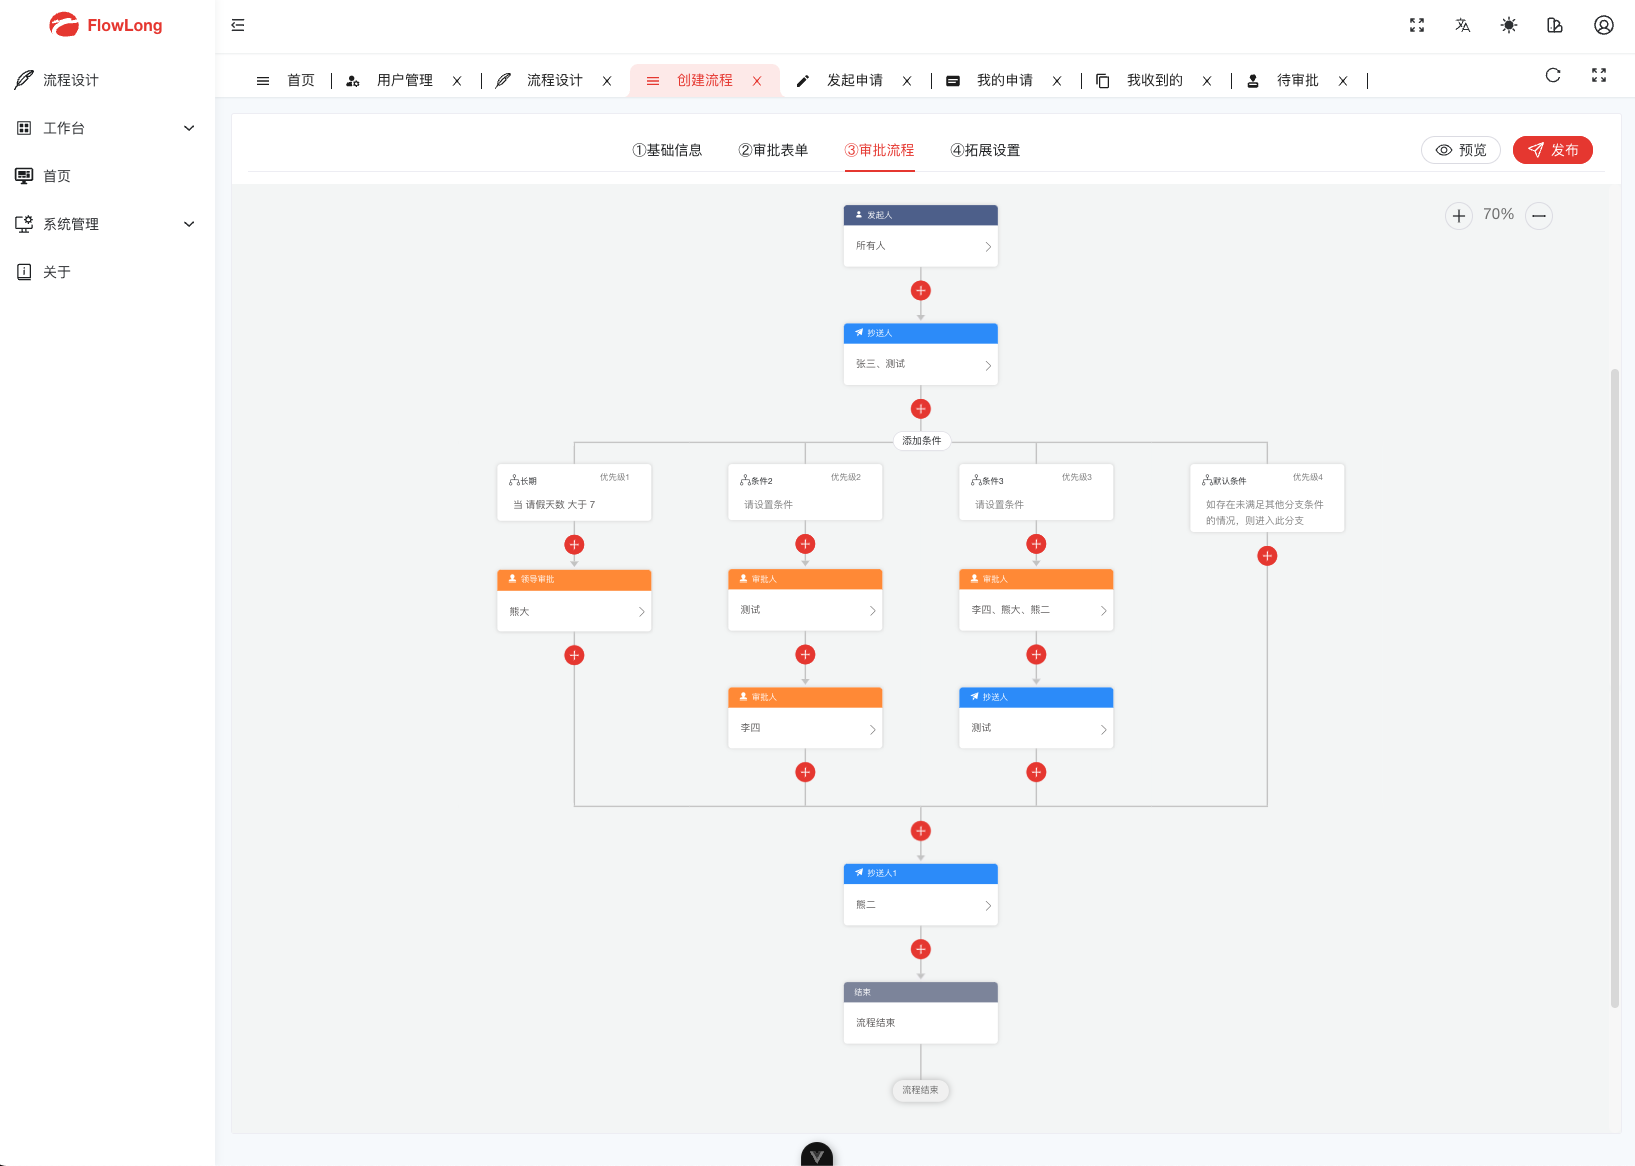 FlowLong
流程设计
工作台
首页
系统管理
关于
首页
用户管理
流程设计
创建流程
发起申请
我的申请
我收到的
待审批
①基础信息
②审批表单
③审批流程
④拓展设置
预览
发布
70%
发起人
所有人
抄送人
张三、测试
添加条件
长期
优先级1
当 请假天数 大于 7
条件2
优先级2
请设置条件
条件3
优先级3
请设置条件
默认条件
优先级4
如存在未满足其他分支条件
的情况，则进入此分支
领导审批
熊大
审批人
测试
审批人
李四、熊大、熊二
审批人
李四
抄送人
测试
抄送人1
熊二
结束
流程结束
流程结束